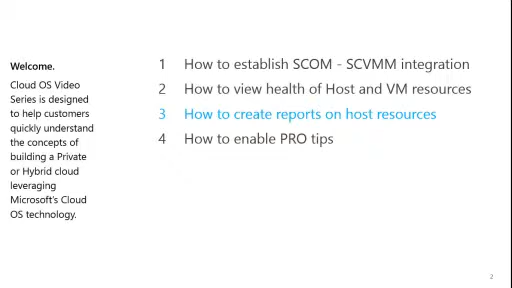 Welcome.
Cloud OS Video
Series is designed
to help customers
quickly understand
the concepts of
building a Private
or Hybrid cloud
leveraging
Microsoft's Cloud
OS technology.
1 How to establish SCOM - SCVMM integration
2 How to view health of Host and VM resources
3 How to create reports on host resources
4 How to enable PRO tips
2